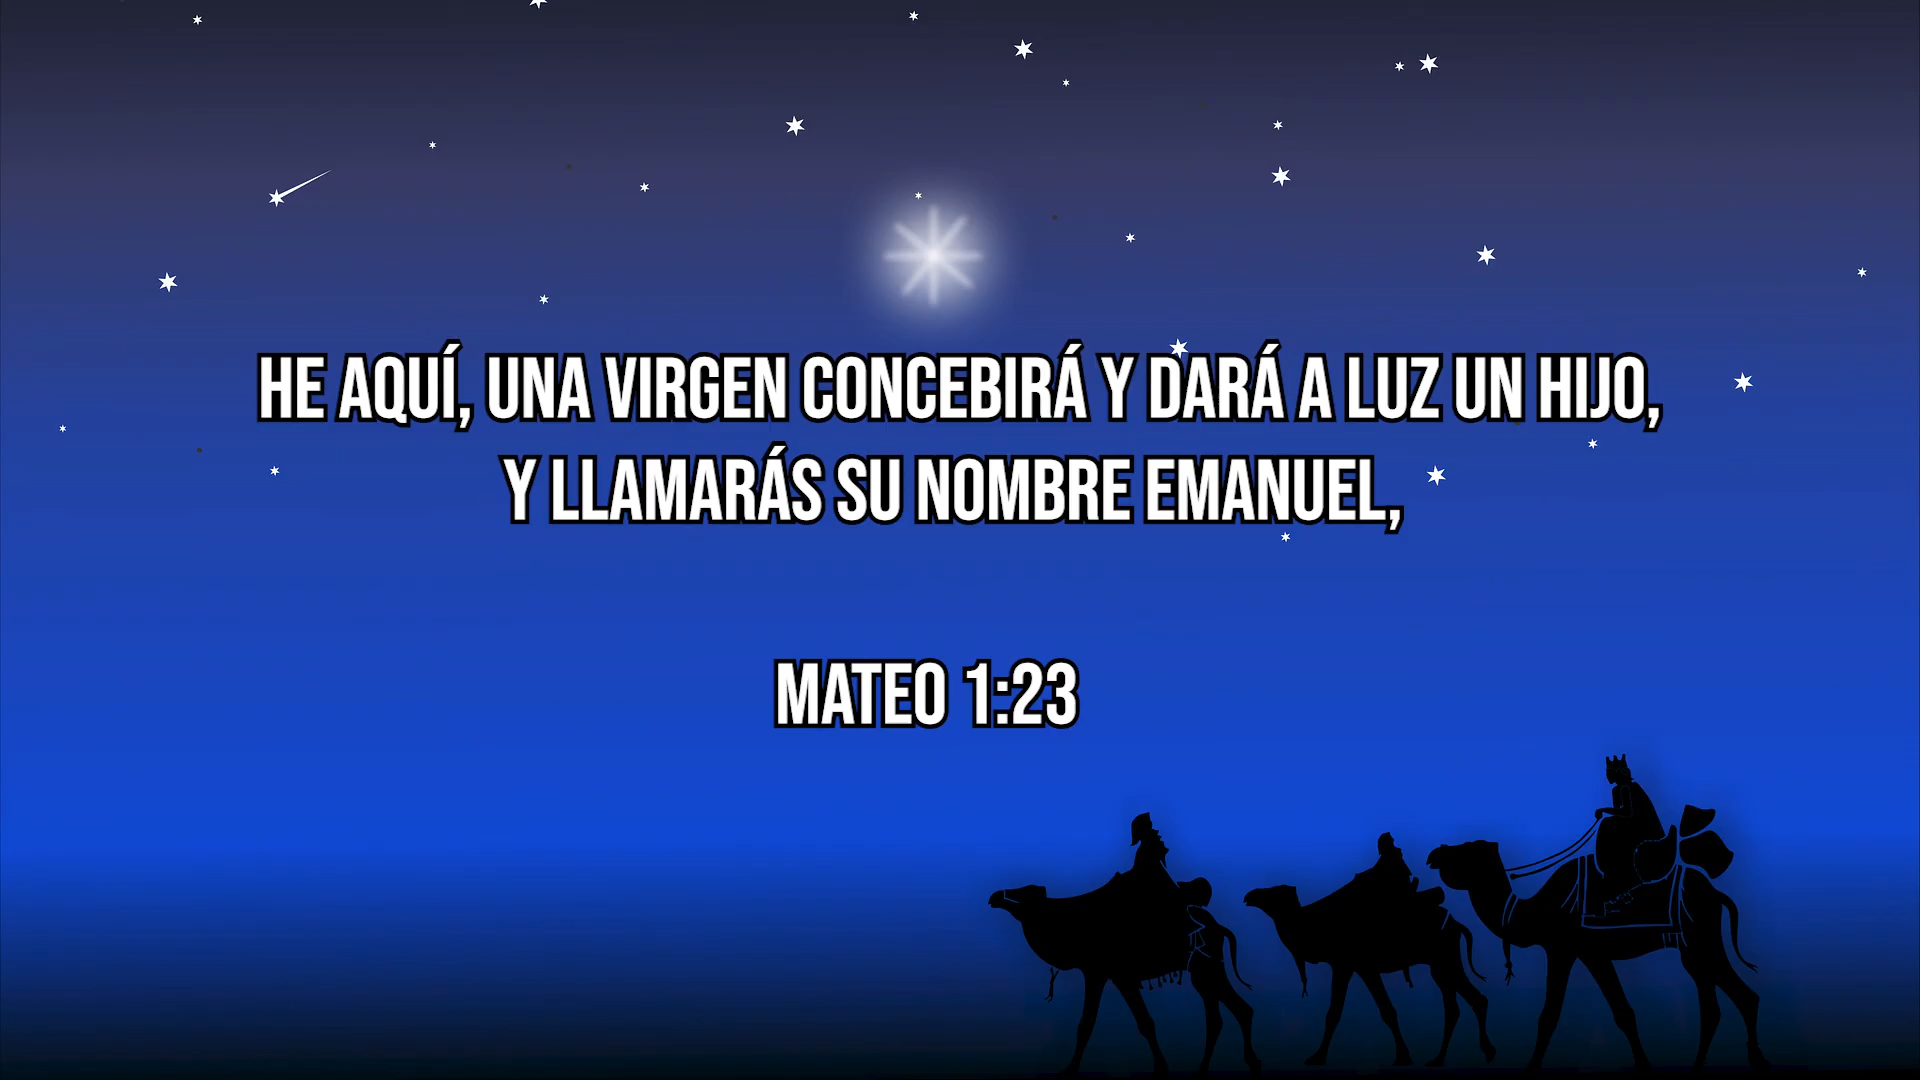 HE AQUÍ, UNA VIRGEN CONCEBIRÁ Y DARÁ A LUZ UN HIJO,
Y LLAMARÁS SU NOMBRE EMANUEL,
MATEO 1:23